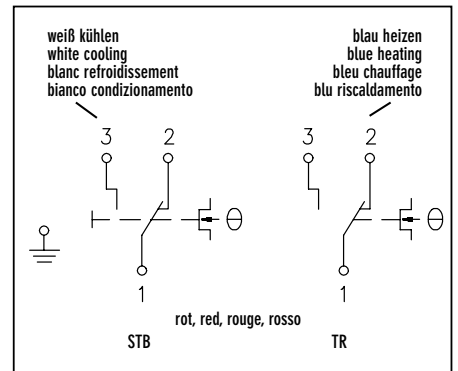 weiß kühlen
white cooling
blanc refroidissement
bianco condizionamento
blau heizen
blue heating
bleu chauffage
blu riscaldamento
3 2 3 2
θ θ
1 1
rot, red, rouge, rosso
STB TR